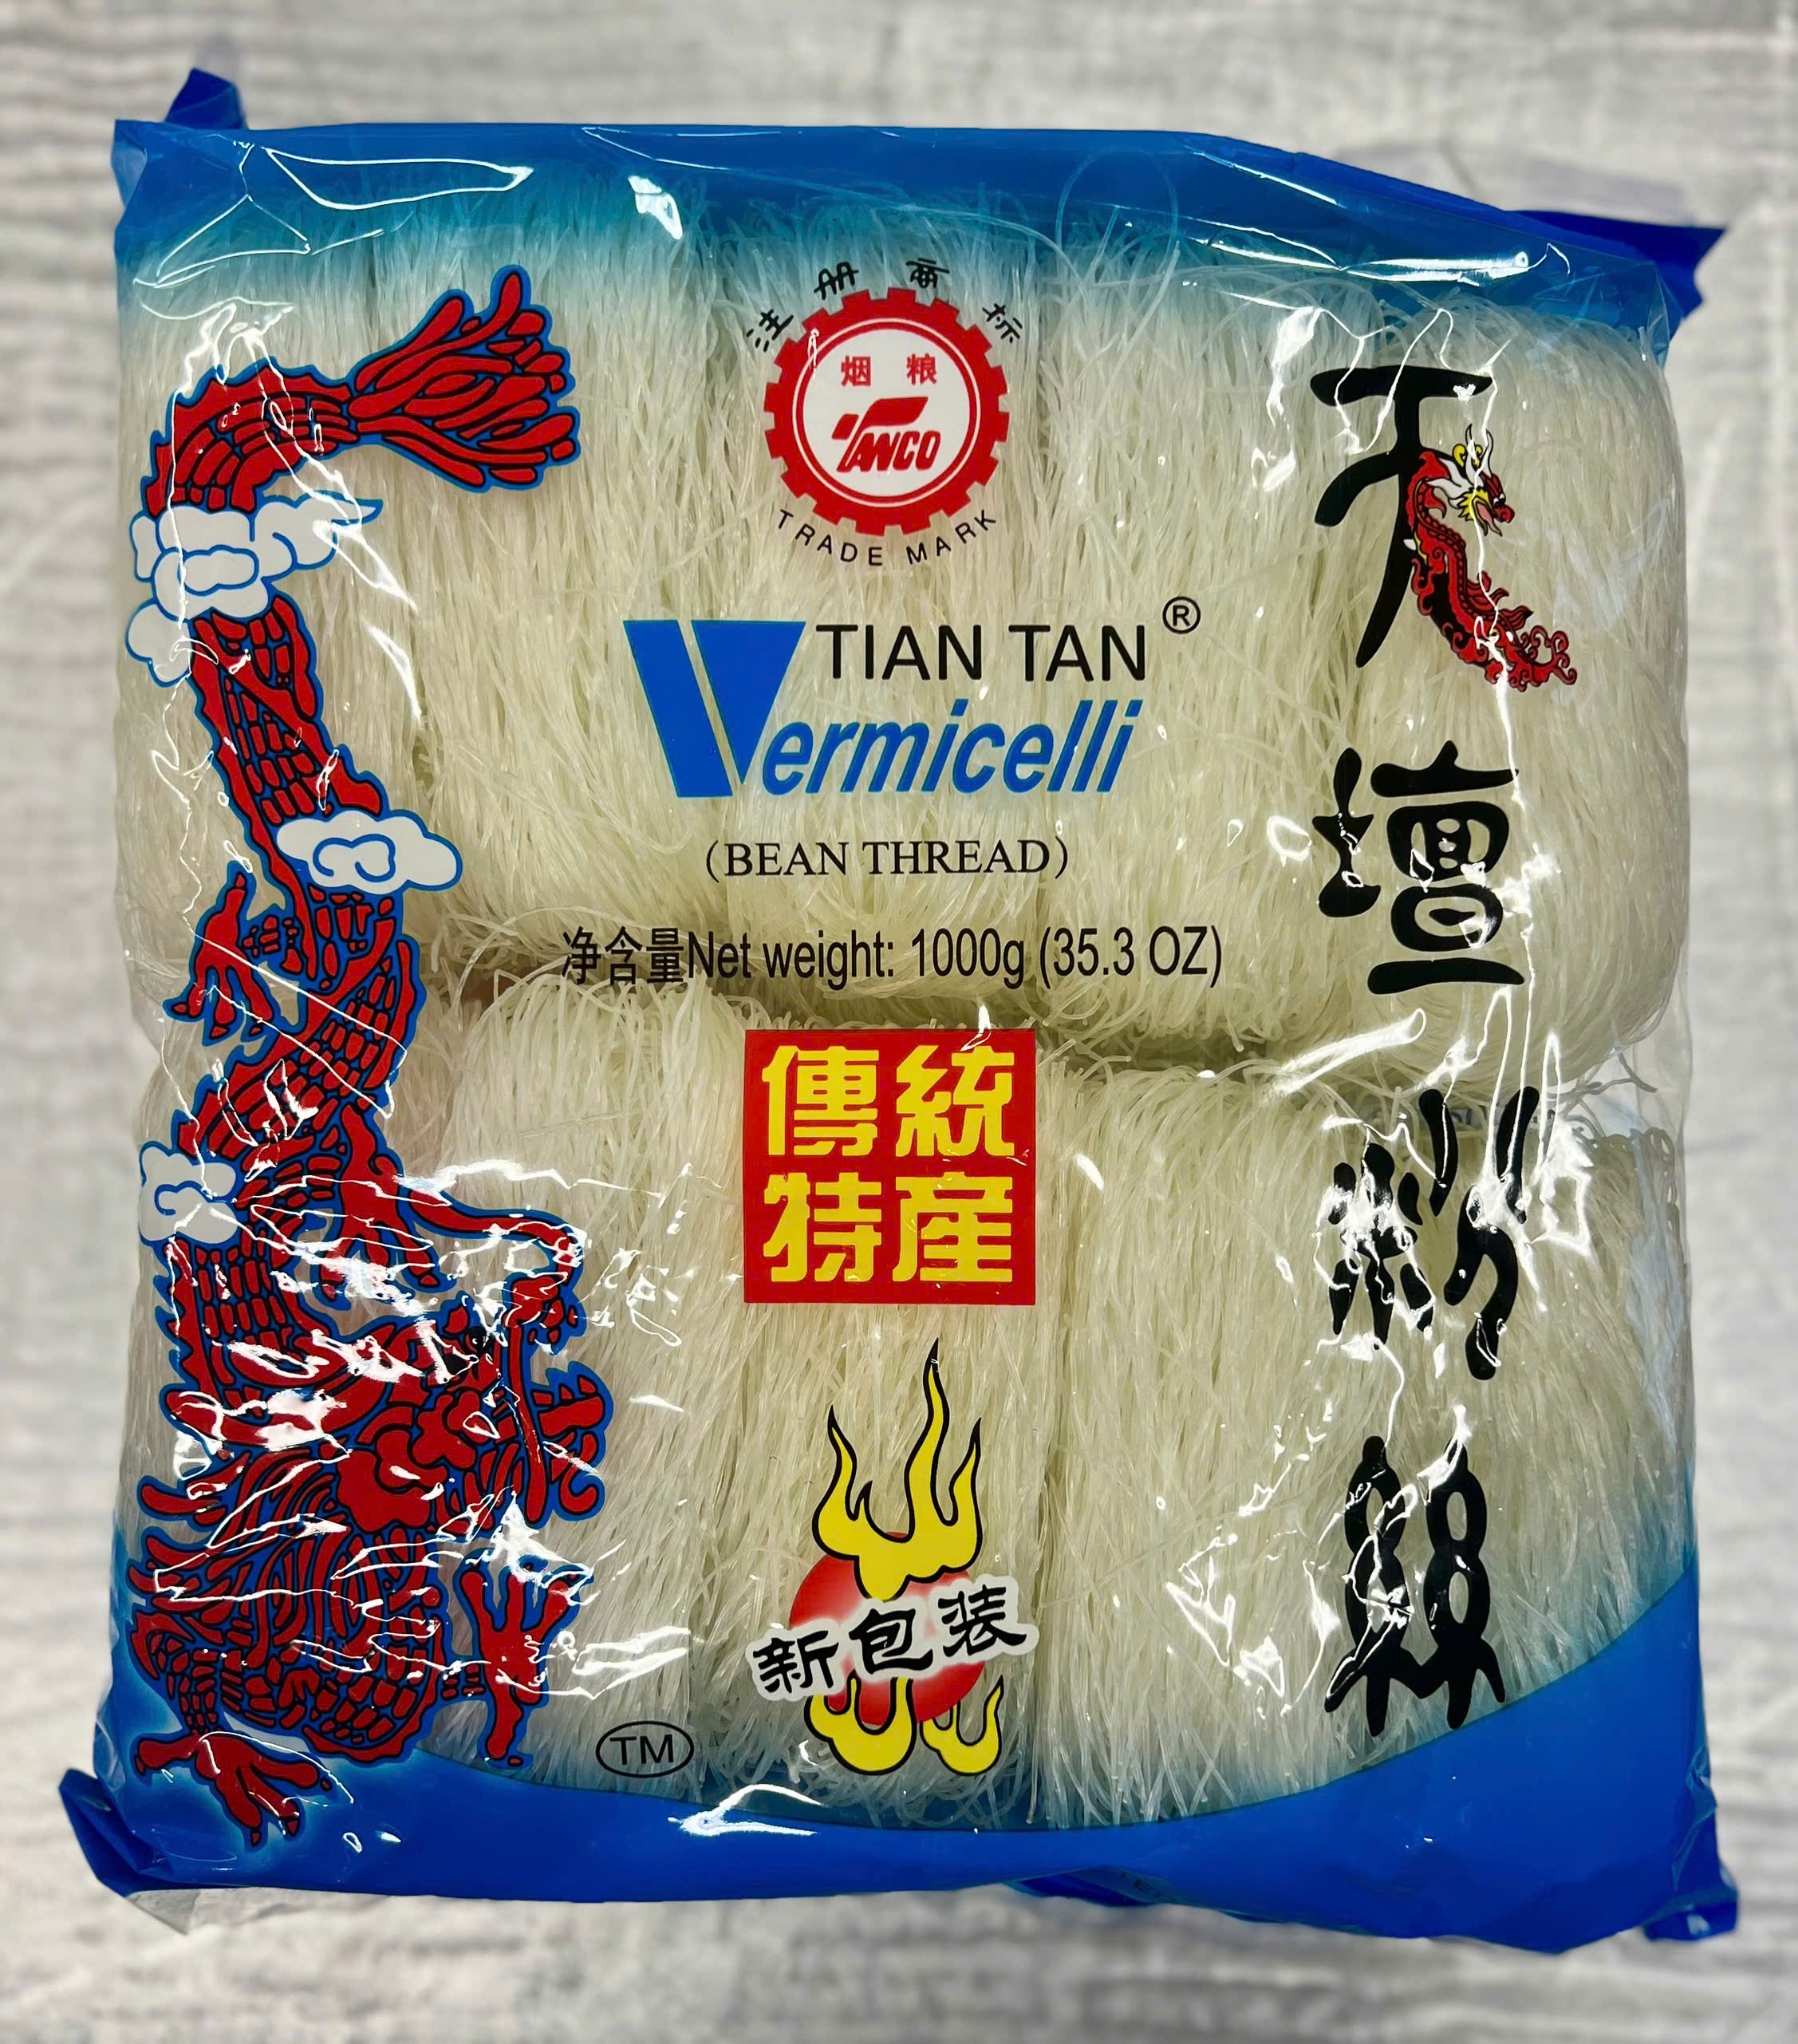 注册商标
烟 粮
YANCO
TRADE MARK
TIAN TAN ®
Vermicelli
(BEAN THREAD)
净含量Net weight: 1000g (35.3 OZ)
傳統
特産
新包装
TM
天壇粉絲